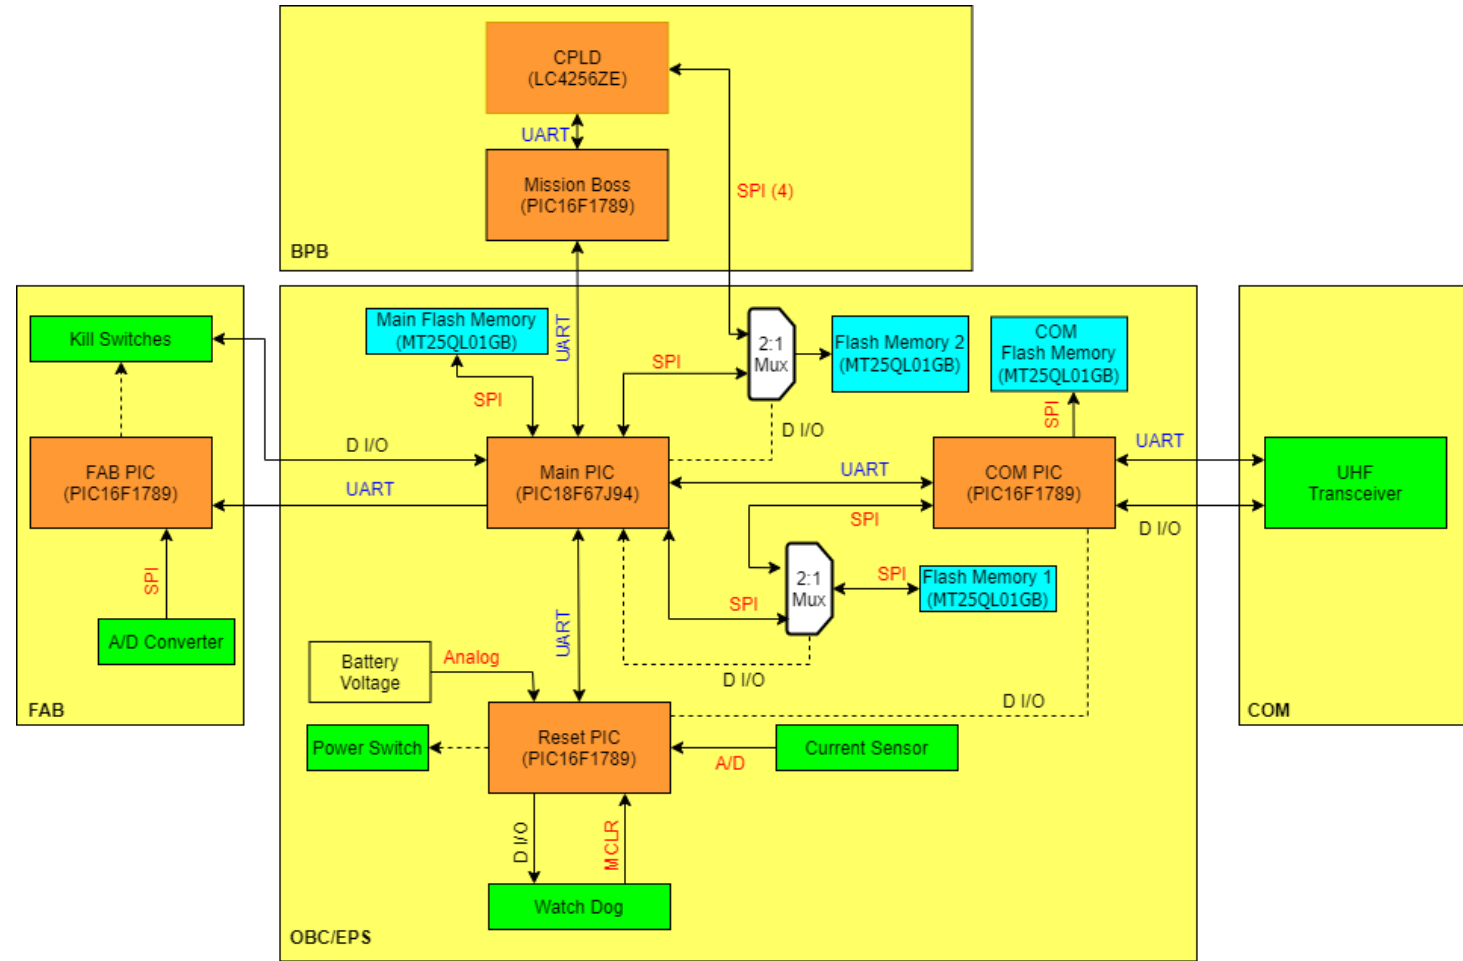 CPLD
(LC4256ZE)
UART
Mission Boss
(PIC16F1789)
SPI (4)
BPB
Kill Switches
FAB PIC
(PIC16F1789)
SPI
A/D Converter
FAB
Main Flash Memory
(MT25QL01GB)
SPI
UART
SPI
2:1
Mux
Flash Memory 2
(MT25QL01GB)
COM
Flash Memory
(MT25QL01GB)
SPI
D I/O
D I/O
UART
Main PIC
(PIC18F67J94)
UART
COM PIC
(PIC16F1789)
SPI
2:1
Mux
SPI
Flash Memory 1
(MT25QL01GB)
SPI
D I/O
UART
Battery
Voltage
Analog
D I/O
Power Switch
Reset PIC
(PIC16F1789)
A/D
Current Sensor
D I/O
MCLR
Watch Dog
OBC/EPS
UART
D I/O
UHF
Transceiver
COM